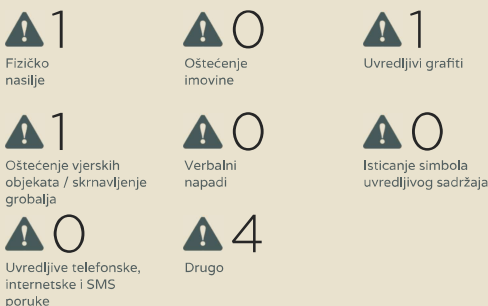 1
Fizičko
nasilje
0
Oštećenje
imovine
1
Uvredljivi grafiti
1
Oštećenje vjerskih
objekata / skrnavljenje
grobalja
0
Verbalni
napadi
0
Isticanje simbola
uvredljivog sadržaja
0
Uvredljive telefonske,
internetske i SMS
poruke
4
Drugo